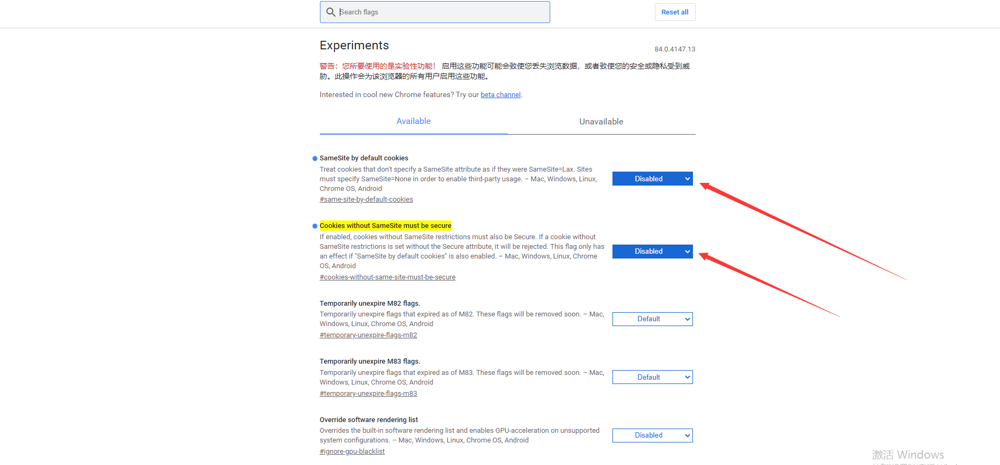 Search flags
Reset all
Experiments
84.0.4147.13
警告：您所要使用的是实验性功能！ 启用这些功能可能会致使您丢失浏览数据，或者致使您的安全或隐私受到威
胁。此操作会为该浏览器的所有用户启用这些功能。
Interested in cool new Chrome features? Try our beta channel.
Available
Unavailable
SameSite by default cookies
Treat cookies that don't specify a SameSite attribute as if they were SameSite=Lax. Sites
must specify SameSite=None in order to enable third-party usage. – Mac, Windows, Linux,
Chrome OS, Android
#same-site-by-default-cookies
Disabled
Cookies without SameSite must be secure
If enabled, cookies without SameSite restrictions must also be Secure. If a cookie without
SameSite restrictions is set without the Secure attribute, it will be rejected. This flag only has
an effect if "SameSite by default cookies" is also enabled. – Mac, Windows, Linux, Chrome
OS, Android
#cookies-without-same-site-must-be-secure
Disabled
Temporarily unexpire M82 flags.
Temporarily unexpire flags that expired as of M82. These flags will be removed soon. – Mac,
Windows, Linux, Chrome OS, Android
#temporary-unexpire-flags-m82
Default
Temporarily unexpire M83 flags.
Temporarily unexpire flags that expired as of M83. These flags will be removed soon. – Mac,
Windows, Linux, Chrome OS, Android
#temporary-unexpire-flags-m83
Default
Override software rendering list
Overrides the built-in software rendering list and enables GPU-acceleration on unsupported
system configurations. – Mac, Windows, Linux, Chrome OS, Android
#ignore-gpu-blacklist
Disabled
激活 Windows